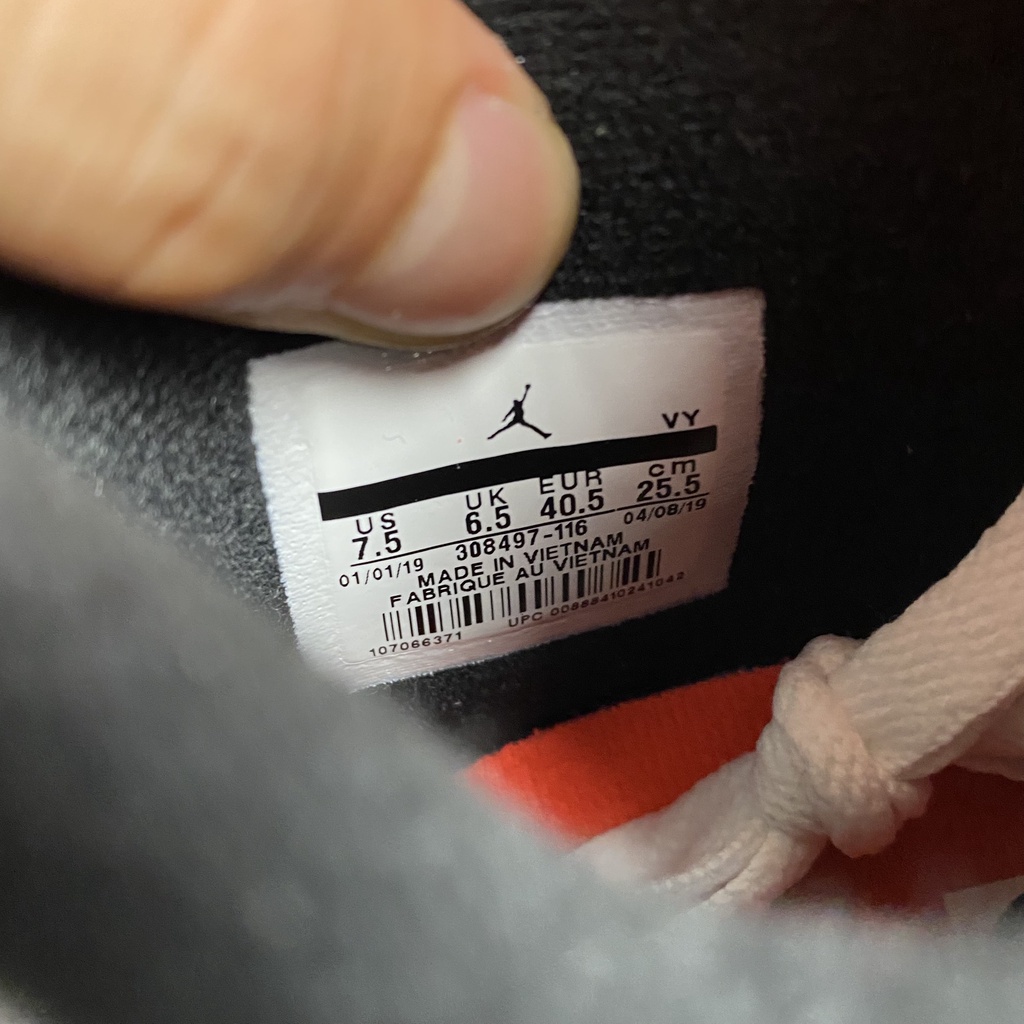 VY
US UK EUR cm
7.5 6.5 40.5 25.5
01/01/19 308497-116 04/08/19
MADE IN VIETNAM
FABRIQUE AU VIETNAM
107066371 UPC 00888410241042